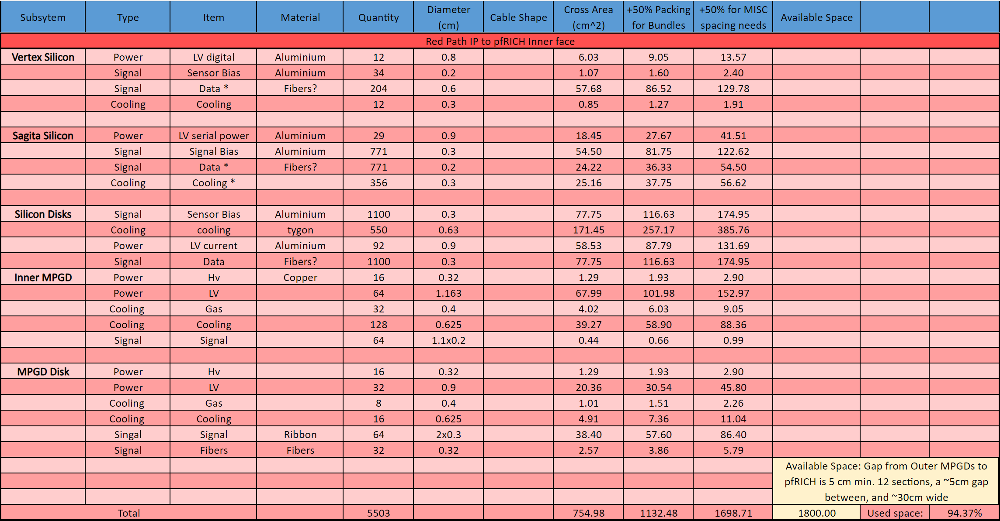 Subsytem Type Item Material Quantity Diameter (cm) Cable Shape Cross Area (cm^2) +50% Packing for Bundles +50% for MISC spacing needs Available Space
Red Path IP to pfRICH Inner face
Vertex Silicon Power LV digital Aluminium 12 0.8 6.03 9.05 13.57
Signal Sensor Bias Aluminium 34 0.2 1.07 1.60 2.40
Signal Data * Fibers? 204 0.6 57.68 86.52 129.78
Cooling Cooling 12 0.3 0.85 1.27 1.91
Sagita Silicon Power LV serial power Aluminium 29 0.9 18.45 27.67 41.51
Signal Signal Bias Aluminium 771 0.3 54.50 81.75 122.62
Signal Data * Fibers? 771 0.2 24.22 36.33 54.50
Cooling Cooling * 356 0.3 25.16 37.75 56.62
Silicon Disks Signal Sensor Bias Aluminium 1100 0.3 77.75 116.63 174.95
Cooling cooling tygon 550 0.63 171.45 257.17 385.76
Power LV current Aluminium 92 0.9 58.53 87.79 131.69
Signal Data Fibers? 1100 0.3 77.75 116.63 174.95
Inner MPGD Power Hv Copper 16 0.32 1.29 1.93 2.90
Power LV 64 1.163 67.99 101.98 152.97
Cooling Gas 32 0.4 4.02 6.03 9.05
Cooling Cooling 128 0.625 39.27 58.90 88.36
Signal Signal 64 1.1x0.2 0.44 0.66 0.99
MPGD Disk Power Hv 16 0.32 1.29 1.93 2.90
Power LV 32 0.9 20.36 30.54 45.80
Cooling Gas 8 0.4 1.01 1.51 2.26
Cooling Cooling 16 0.625 4.91 7.36 11.04
Singal Signal Ribbon 64 2x0.3 38.40 57.60 86.40
Signal Fibers Fibers 32 0.32 2.57 3.86 5.79
Available Space: Gap from Outer MPGDs to
pfRICH is 5 cm min. 12 sections, a ~5cm gap
between, and ~30cm wide
Total 5503 754.98 1132.48 1698.71 1800.00 Used space: 94.37%